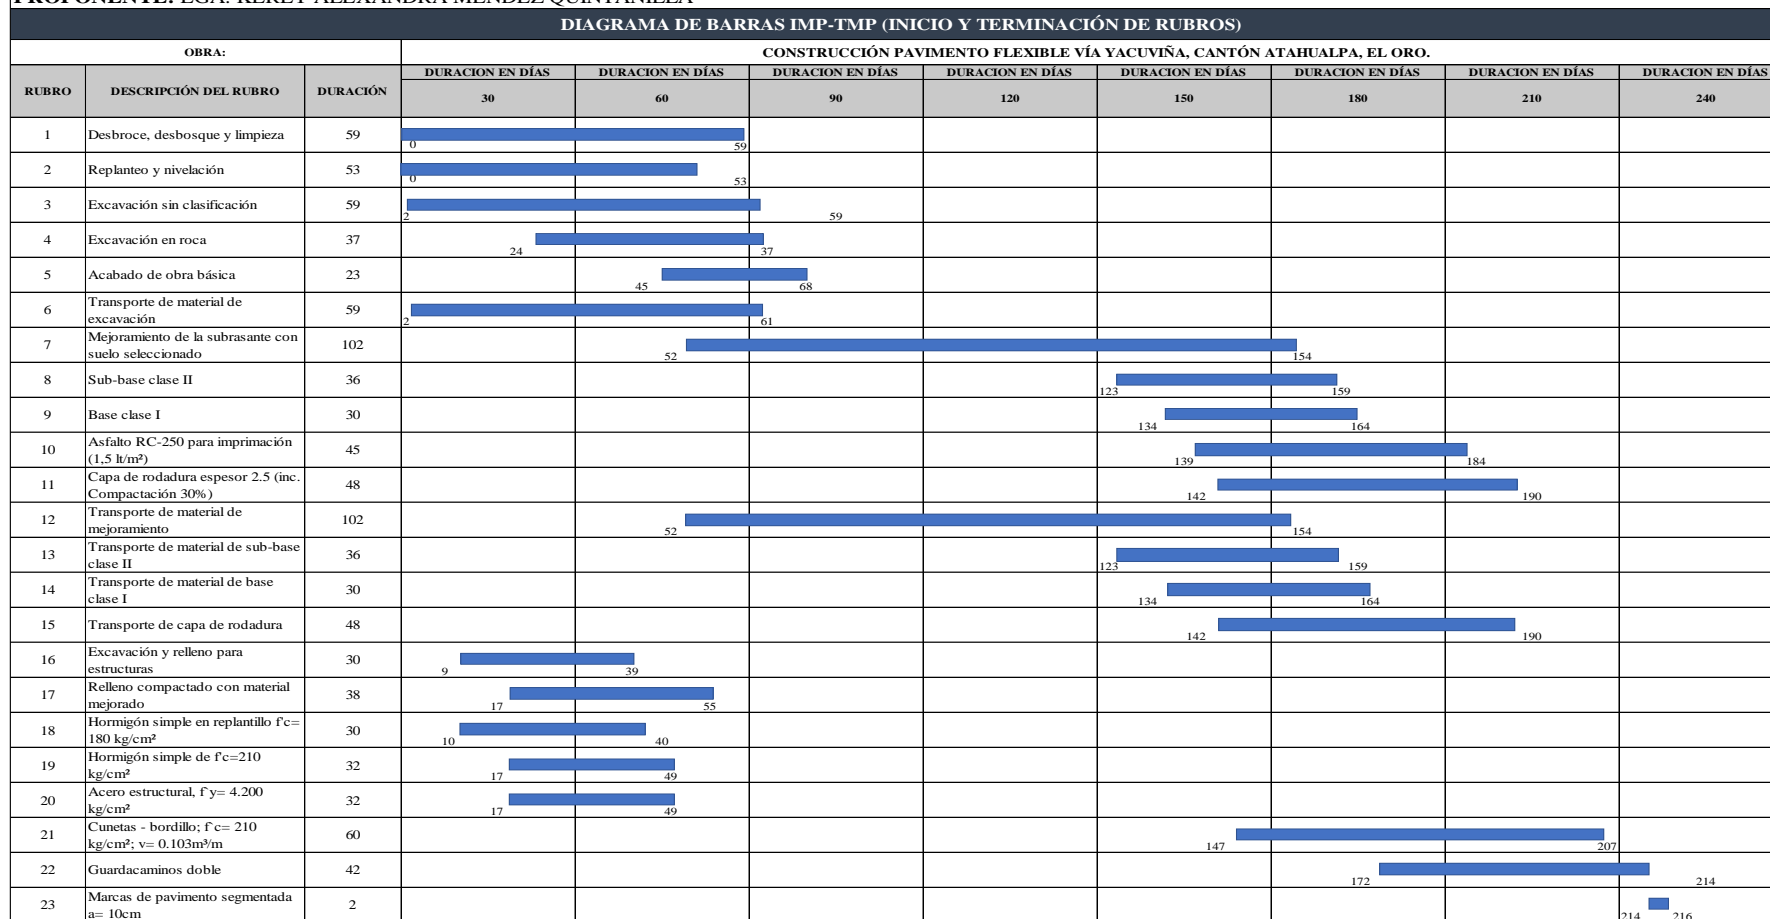 DIAGRAMA DE BARRAS IMP-TMP (INICIO Y TERMINACIÓN DE RUBROS)
OBRA: CONSTRUCCIÓN PAVIMENTO FLEXIBLE VÍA YACUVIÑA, CANTÓN ATAHUALPA, EL ORO.
RUBRO DESCRIPCIÓN DEL RUBRO DURACIÓN
DURACION EN DÍAS DURACION EN DÍAS DURACION EN DÍAS DURACION EN DÍAS DURACION EN DÍAS DURACION EN DÍAS DURACION EN DÍAS DURACION EN DÍAS
30 60 90 120 150 180 210 240
1 Desbroce, desbosque y limpieza 59
0 59
2 Replanteo y nivelación 53
0 53
3 Excavación sin clasificación 59
2 59
4 Excavación en roca 37
24 37
5 Acabado de obra básica 23
45 68
6 Transporte de material de
excavación 59
2 61
7 Mejoramiento de la subrasante con
suelo seleccionado 102
52 154
8 Sub-base clase II 36
123 159
9 Base clase I 30
134 164
10 Asfalto RC-250 para imprimación
(1,5 lt/m²) 45
139 184
11 Capa de rodadura espesor 2.5 (inc.
Compactación 30%) 48
142 190
12 Transporte de material de
mejoramiento 102
52 154
13 Transporte de material de sub-base
clase II 36
123 159
14 Transporte de material de base
clase I 30
134 164
15 Transporte de capa de rodadura 48
142 190
16 Excavación y relleno para
estructuras 30
9 39
17 Relleno compactado con material
mejorado 38
17 55
18 Hormigón simple en replantillo f'c=
180 kg/cm² 30
10 40
19 Hormigón simple de f'c=210
kg/cm² 32
17 49
20 Acero estructural, f`y= 4.200
kg/cm² 32
17 49
21 Cunetas - bordillo; f`c= 210
kg/cm²; v= 0.103m³/m 60
147 207
22 Guardacaminos doble 42
172 214
23 Marcas de pavimento segmentada
a= 10cm 2
214 216